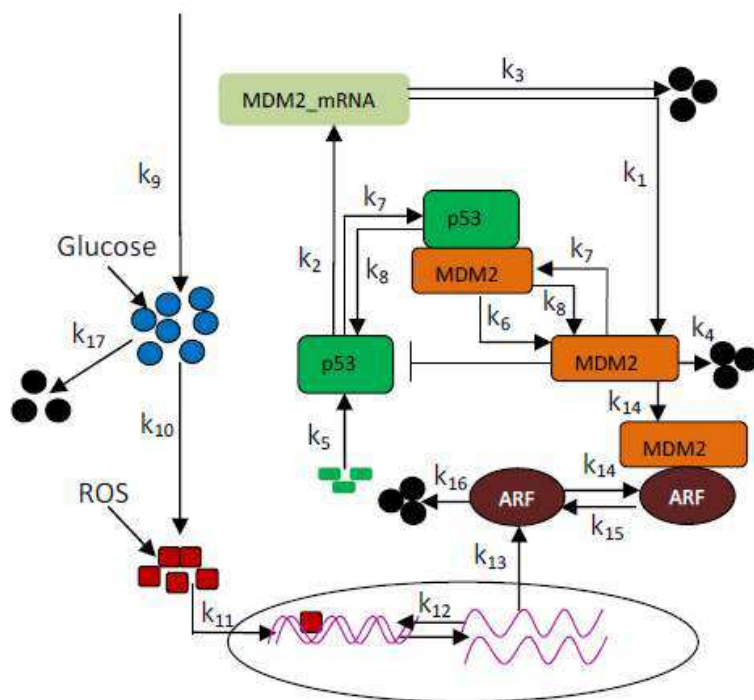 k3
MDM2_mRNA
k9
k1
k7
p53
Glucose
k2
k8
k7
MDM2
k8
k17
k6
k4
p53
MDM2
k10
k14
k5
MDM2
ROS
k16
k14
ARF
ARF
k15
k13
k11
k12